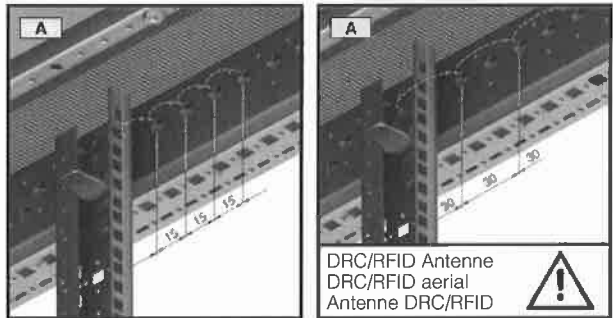 A
15
15
15
A
30
30
30
DRC/RFID Antenne
DRC/RFID aerial
Antenne DRC/RFID
!